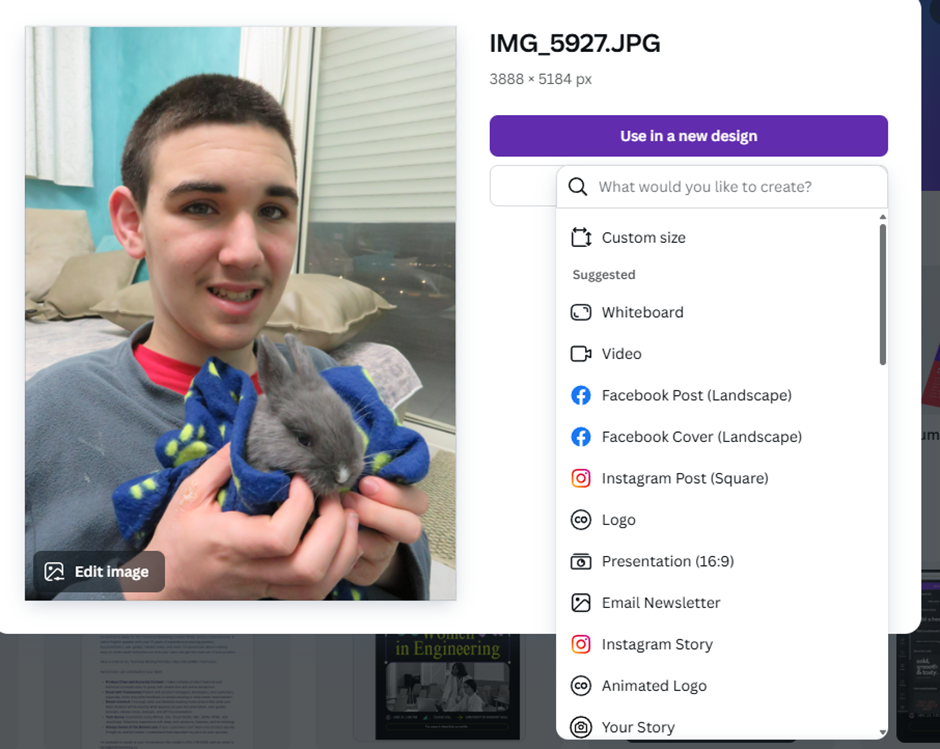 IMG_5927.JPG
3888 × 5184 px
Use in a new design
What would you like to create?
Custom size
Suggested
Whiteboard
Video
Facebook Post (Landscape)
Facebook Cover (Landscape)
Instagram Post (Square)
Logo
Presentation (16:9)
Email Newsletter
Instagram Story
Animated Logo
Your Story
Edit image
Women
in Engineering